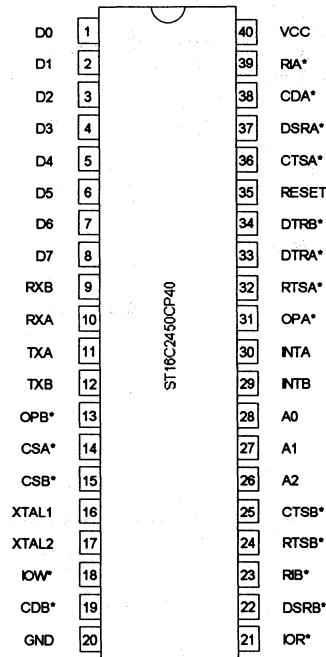 D0 1 40 VCC
D1 2 39 RIA*
D2 3 38 CDA*
D3 4 37 DSRA*
D4 5 36 CTSA*
D5 6 35 RESET
D6 7 34 DTRB*
D7 8 33 DTRA*
RXB 9 32 RTSA*
RXA 10 31 OPA*
TXA 11 30 INTA
TXB 12 29 INTB
OPB* 13 28 A0
CSA* 14 27 A1
CSB* 15 26 A2
XTAL1 16 25 CTSB*
XTAL2 17 24 RTSB*
IOW* 18 23 RIB*
CDB* 19 22 DSRB*
GND 20 21 IOR*
ST16C2450CP40